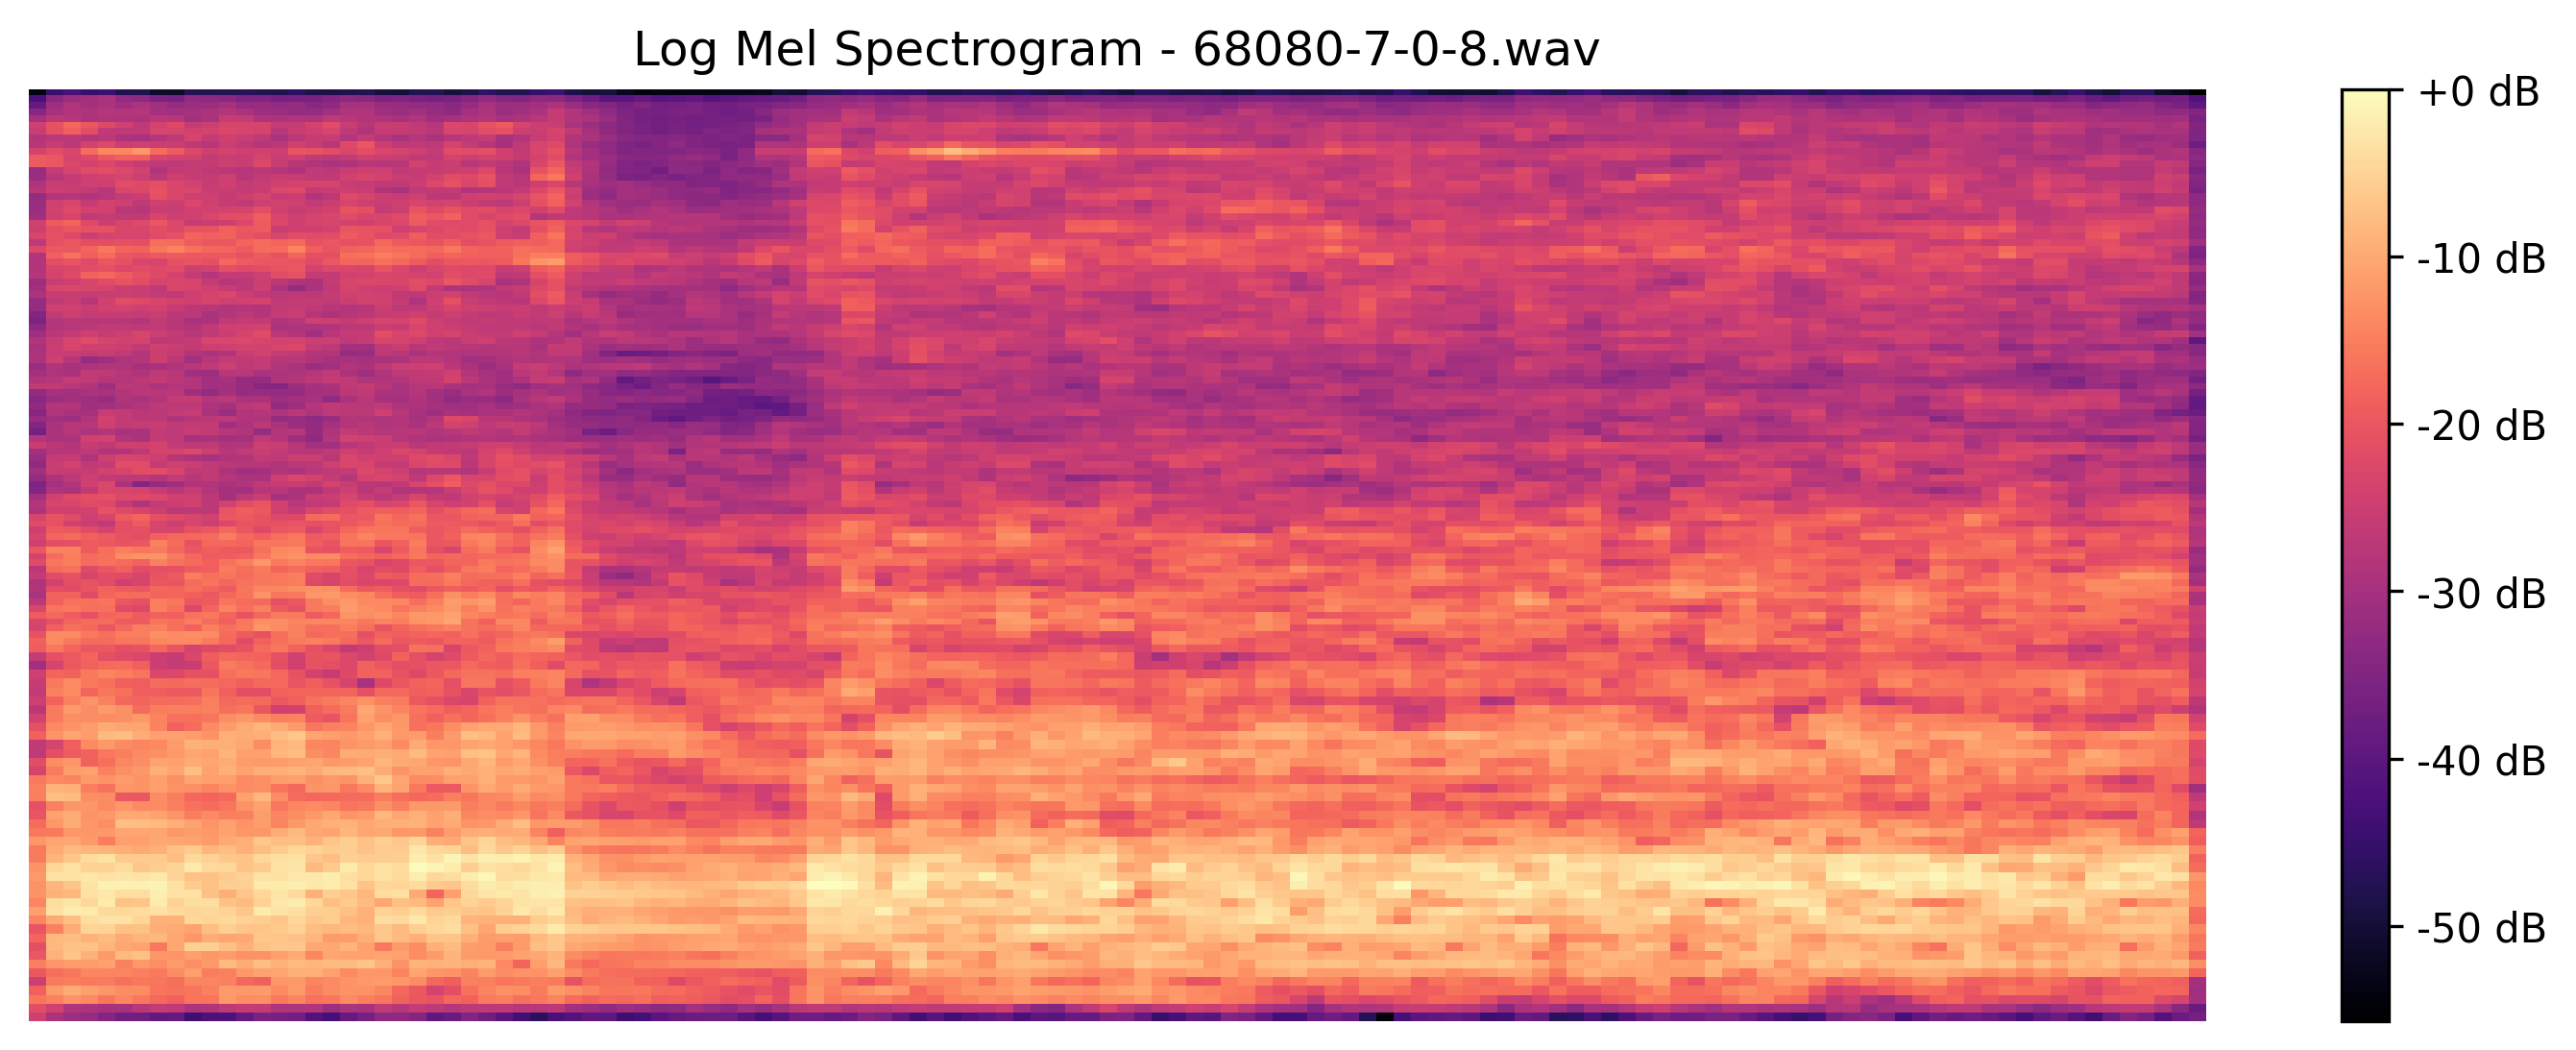 Log Mel Spectrogram - 68080-7-0-8.wav
+0 dB
-10 dB
-20 dB
-30 dB
-40 dB
-50 dB